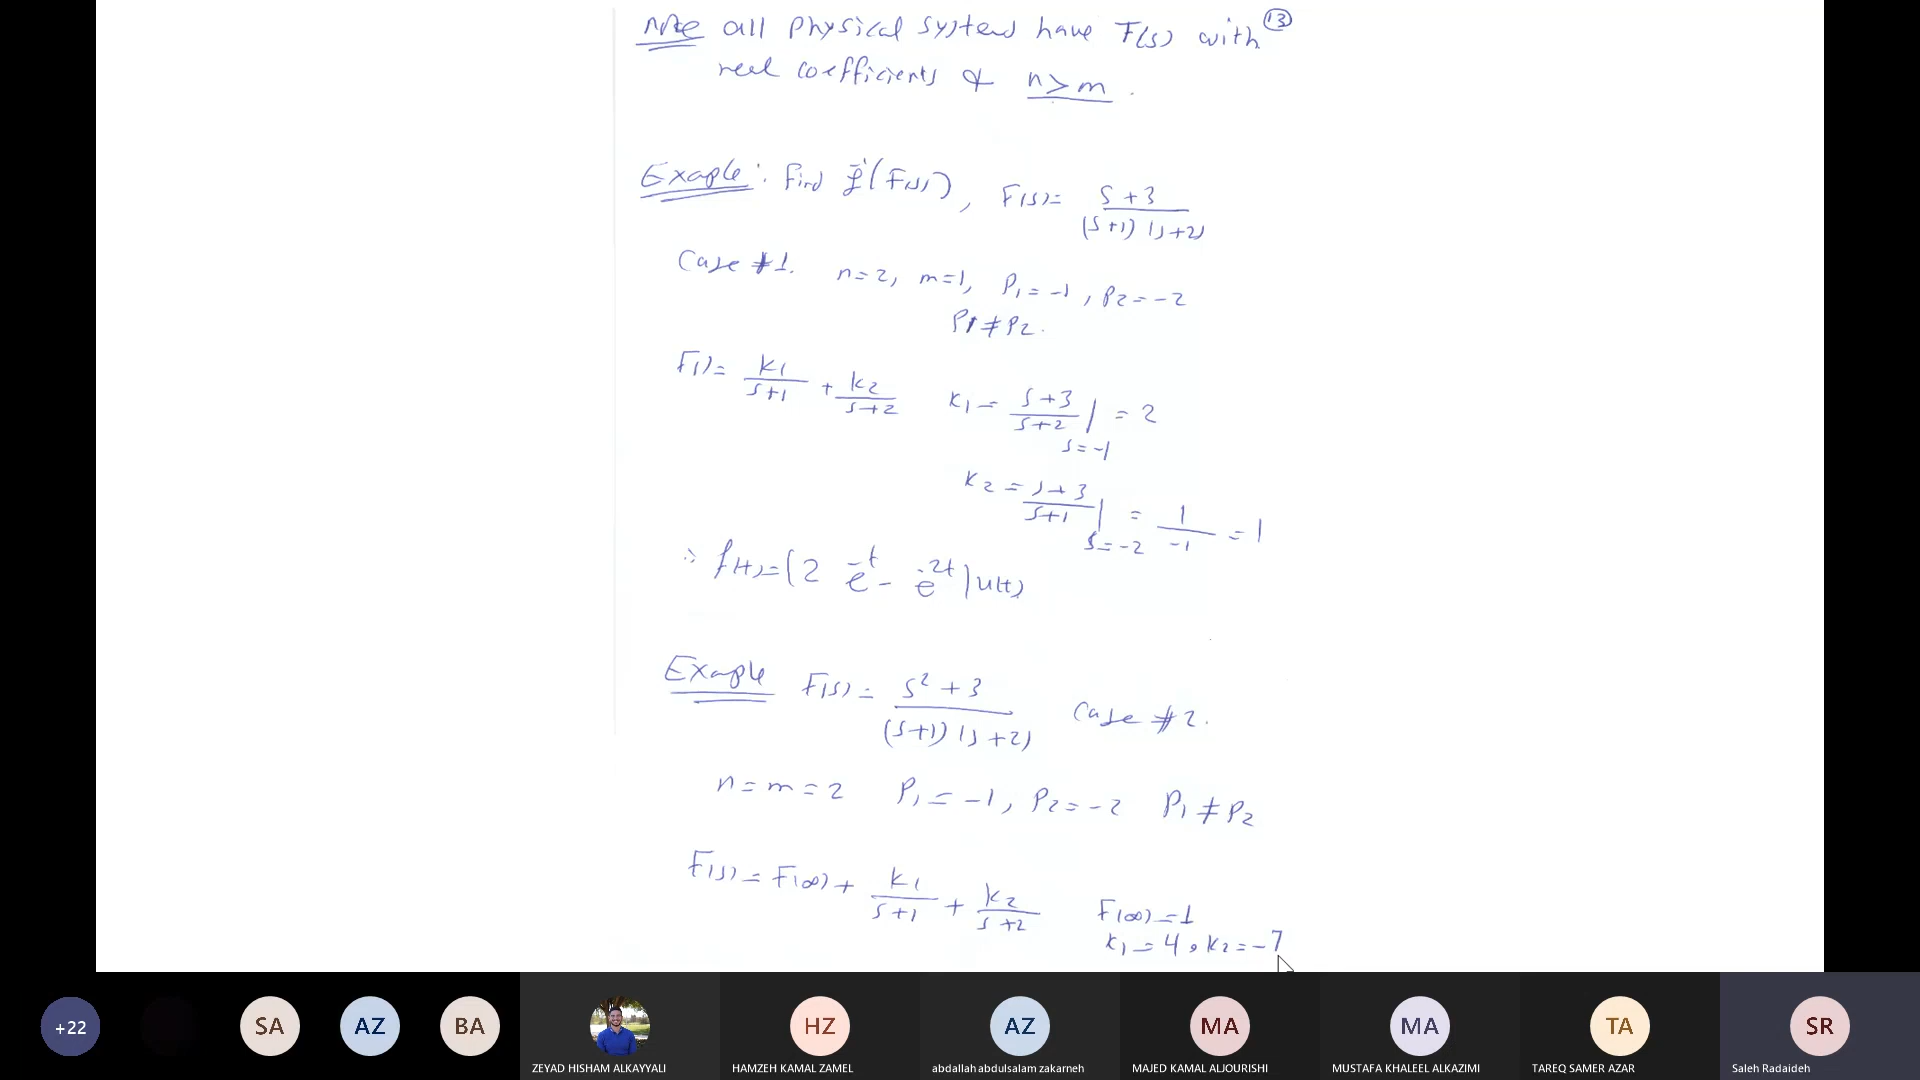 Note all physical systems have F(s) with 13
real coefficients & n>m.
Example: Find £⁻¹(F(s)), F(s) = (s+3) / ((s+1)(s+2))
Case #1. n=2, m=1, P1 = -1, P2 = -2
P1 ≠ P2.
F(s) = k1/(s+1) + k2/(s+2) k1 = (s+3)/(s+2) | s=-1 = 2
k2 = (s+3)/(s+1) | s=-2 = 1/-1 = 1
∴ f(t) = (2 e^-t - e^-2t) u(t)
Example F(s) = (s² + 3) / ((s+1)(s+2)) Case #2.
n = m = 2 P1 = -1, P2 = -2 P1 ≠ P2
F(s) = F(∞) + k1/(s+1) + k2/(s+2) F(∞) = 1
k1 = 4, k2 = -7
+22
SA
AZ
BA
HZ
AZ
MA
MA
TA
SR
ZEYAD HISHAM ALKAYYALI
HAMZEH KAMAL ZAMEL
abdallah abdulsalam zakarneh
MAJED KAMAL ALJOURISHI
MUSTAFA KHALEEL ALKAZIMI
TAREQ SAMER AZAR
Saleh Radaideh